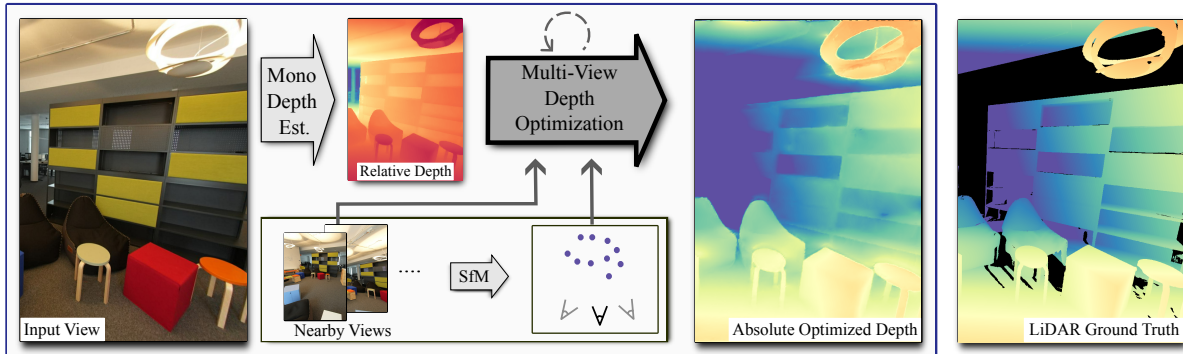 Input View
Mono
Depth
Est.
Relative Depth
Multi-View
Depth
Optimization
Nearby Views
....
SfM
Absolute Optimized Depth
LiDAR Ground Truth